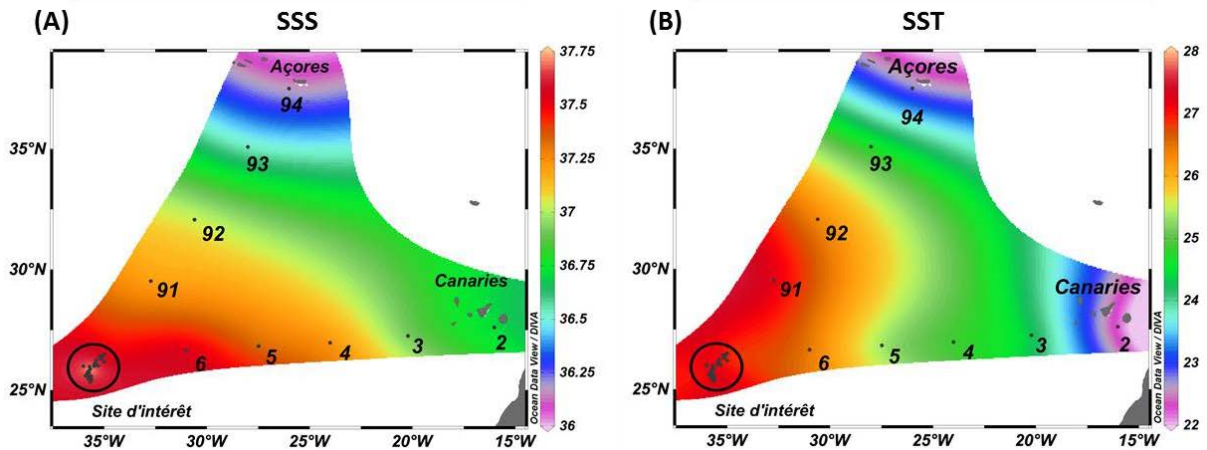 (A)
SSS
Açores
94
93
92
91
Canaries
2
3
4
5
6
Site d'intérêt
35°N
30°N
25°N
35°W
30°W
25°W
20°W
15°W
37.75
37.5
37.25
37
36.75
36.5
36.25
36
Ocean Data View / DIVA
(B)
SST
Açores
94
93
92
91
Canaries
2
3
4
5
6
Site d'intérêt
35°N
30°N
25°N
35°W
30°W
25°W
20°W
15°W
28
27
26
25
24
23
22
Ocean Data View / DIVA